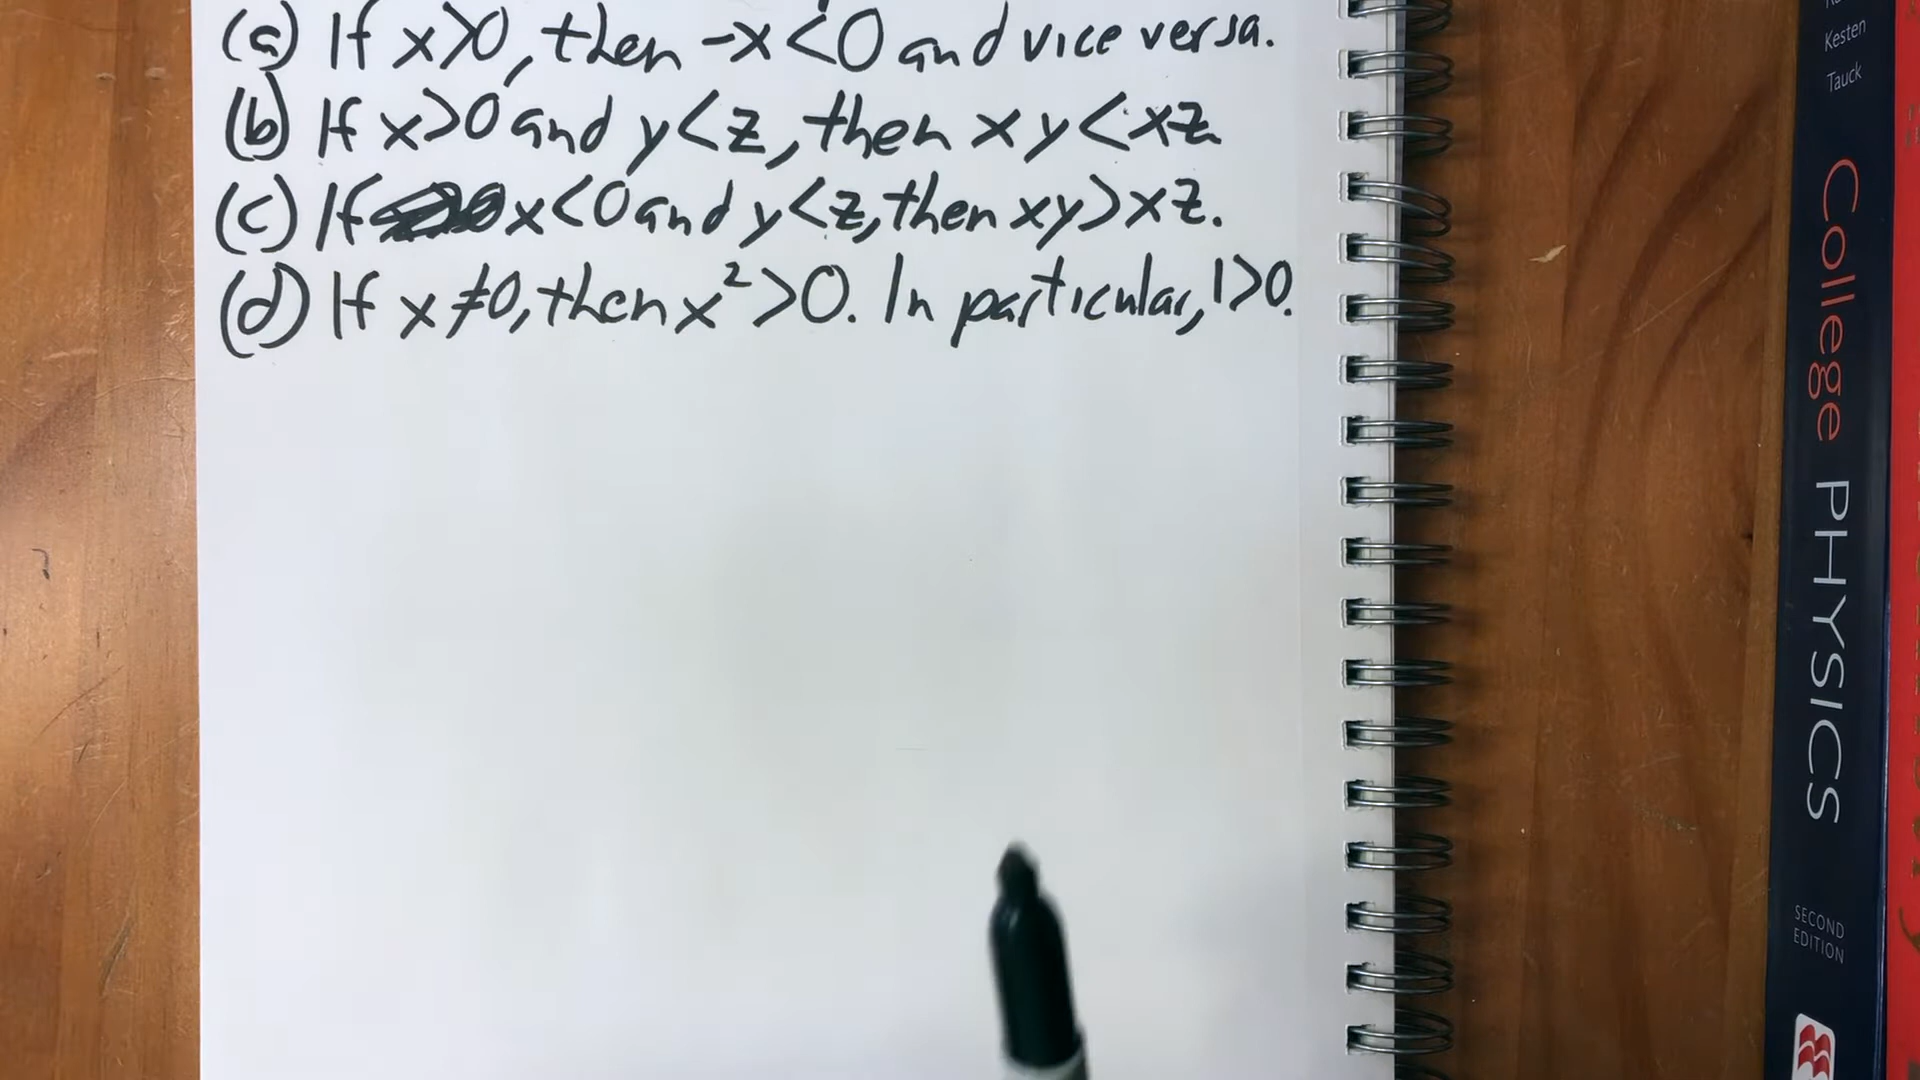 (a) If x>0, then -x<0 and vice versa.
(b) If x>0 and y<z, then xy<xz.
(c) If x<0 and y<z, then xy>xz.
(d) If x≠0, then x²>0. In particular, 1>0.
Kesten
Tauck
College PHYSICS
SECOND
EDITION